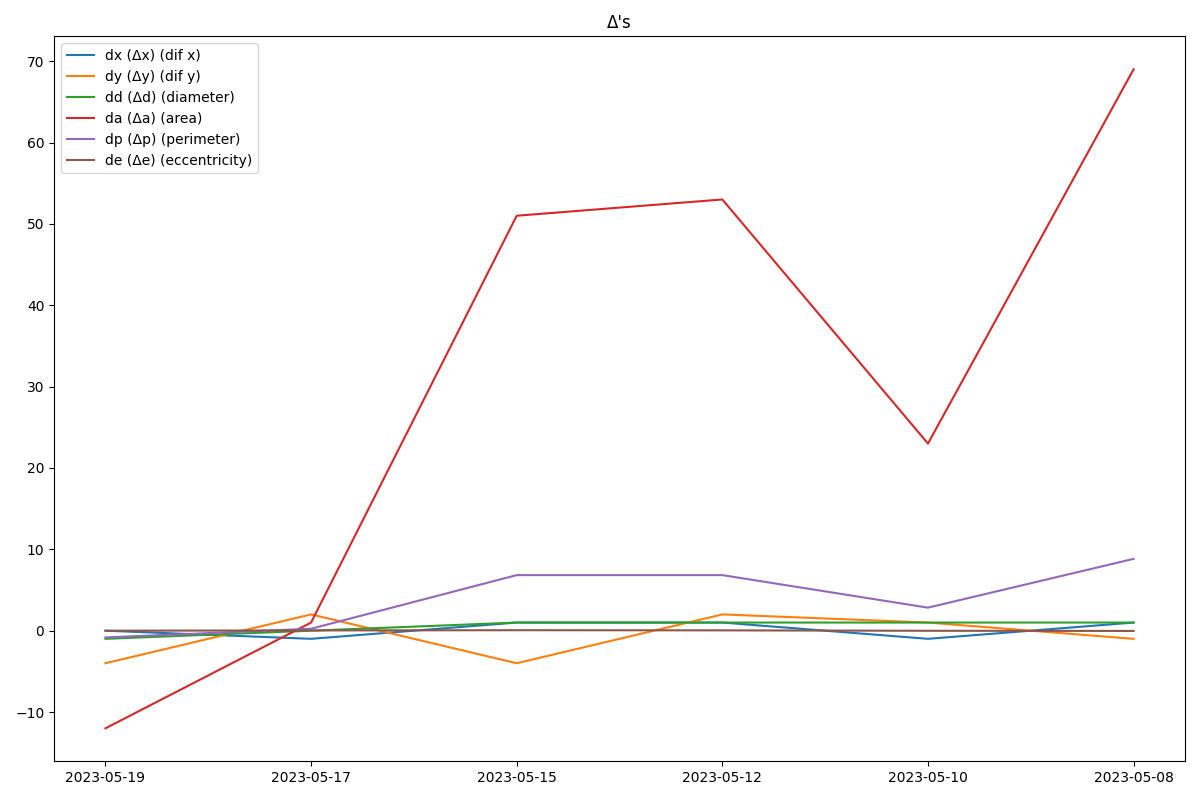 Δ's
dx (Δx) (dif x)
dy (Δy) (dif y)
dd (Δd) (diameter)
da (Δa) (area)
dp (Δp) (perimeter)
de (Δe) (eccentricity)
70
60
50
40
30
20
10
0
−10
2023-05-19 2023-05-17 2023-05-15 2023-05-12 2023-05-10 2023-05-08